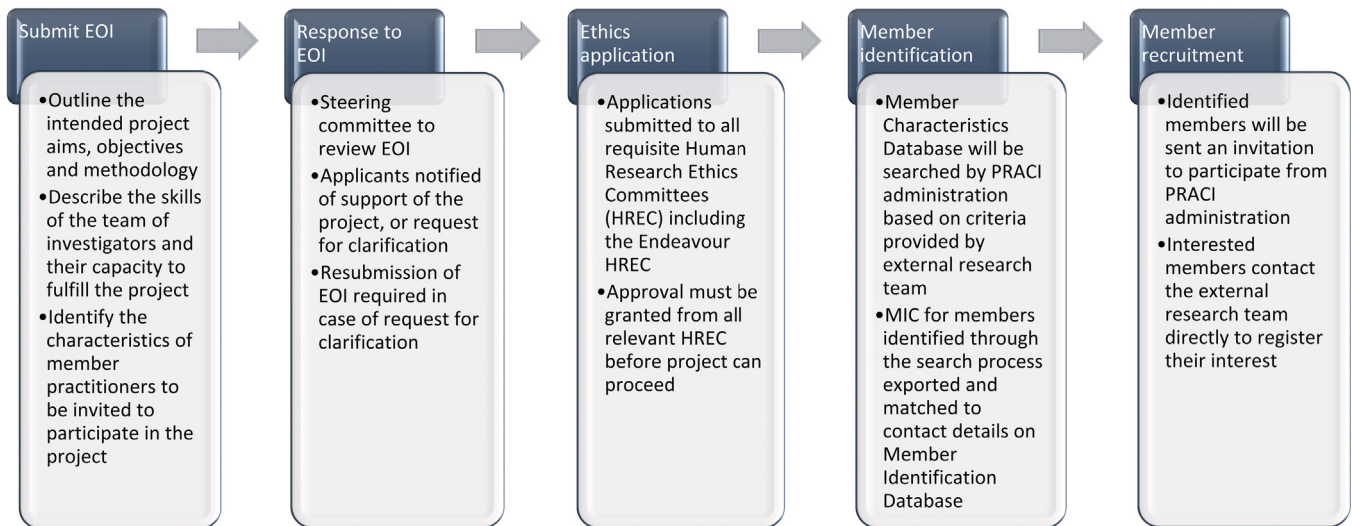 Submit EOI
•Outline the
intended project
aims, objectives
and methodology
•Describe the skills
of the team of
investigators and
their capacity to
fulfill the project
•Identify the
characteristics of
member
practitioners to
be invited to
participate in the
project
Response to
EOI
•Steering
committee to
review EOI
•Applicants notified
of support of the
project, or request
for clarification
•Resubmission of
EOI required in
case of request for
clarification
Ethics
application
•Applications
submitted to all
requisite Human
Research Ethics
Committees
(HREC) including
the Endeavour
HREC
•Approval must be
granted from all
relevant HREC
before project can
proceed
Member
identification
•Member
Characteristics
Database will be
searched by PRACI
administration
based on criteria
provided by
external research
team
•MIC for members
identified through
the search process
exported and
matched to
contact details on
Member
Identification
Database
Member
recruitment
•Identified
members will be
sent an invitation
to participate from
PRACI
administration
•Interested
members contact
the external
research team
directly to register
their interest